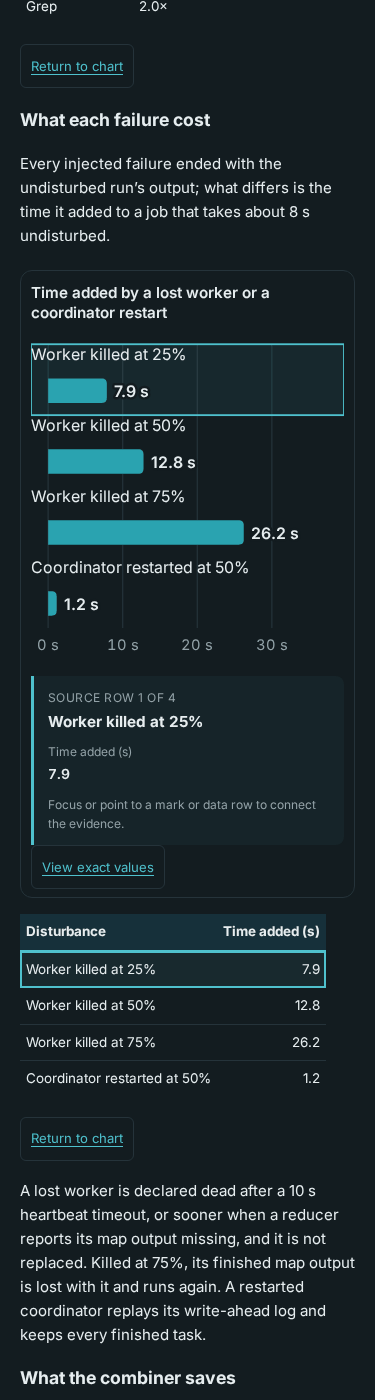 Grep 2.0×
Return to chart
What each failure cost
Every injected failure ended with the
undisturbed run’s output; what differs is the
time it added to a job that takes about 8 s
undisturbed.
Time added by a lost worker or a
coordinator restart
Worker killed at 25%
7.9 s
Worker killed at 50%
12.8 s
Worker killed at 75%
26.2 s
Coordinator restarted at 50%
1.2 s
0 s 10 s 20 s 30 s
SOURCE ROW 1 OF 4
Worker killed at 25%
Time added (s)
7.9
Focus or point to a mark or data row to connect
the evidence.
View exact values
Disturbance Time added (s)
Worker killed at 25% 7.9
Worker killed at 50% 12.8
Worker killed at 75% 26.2
Coordinator restarted at 50% 1.2
Return to chart
A lost worker is declared dead after a 10 s
heartbeat timeout, or sooner when a reducer
reports its map output missing, and it is not
replaced. Killed at 75%, its finished map output
is lost with it and runs again. A restarted
coordinator replays its write-ahead log and
keeps every finished task.
What the combiner saves